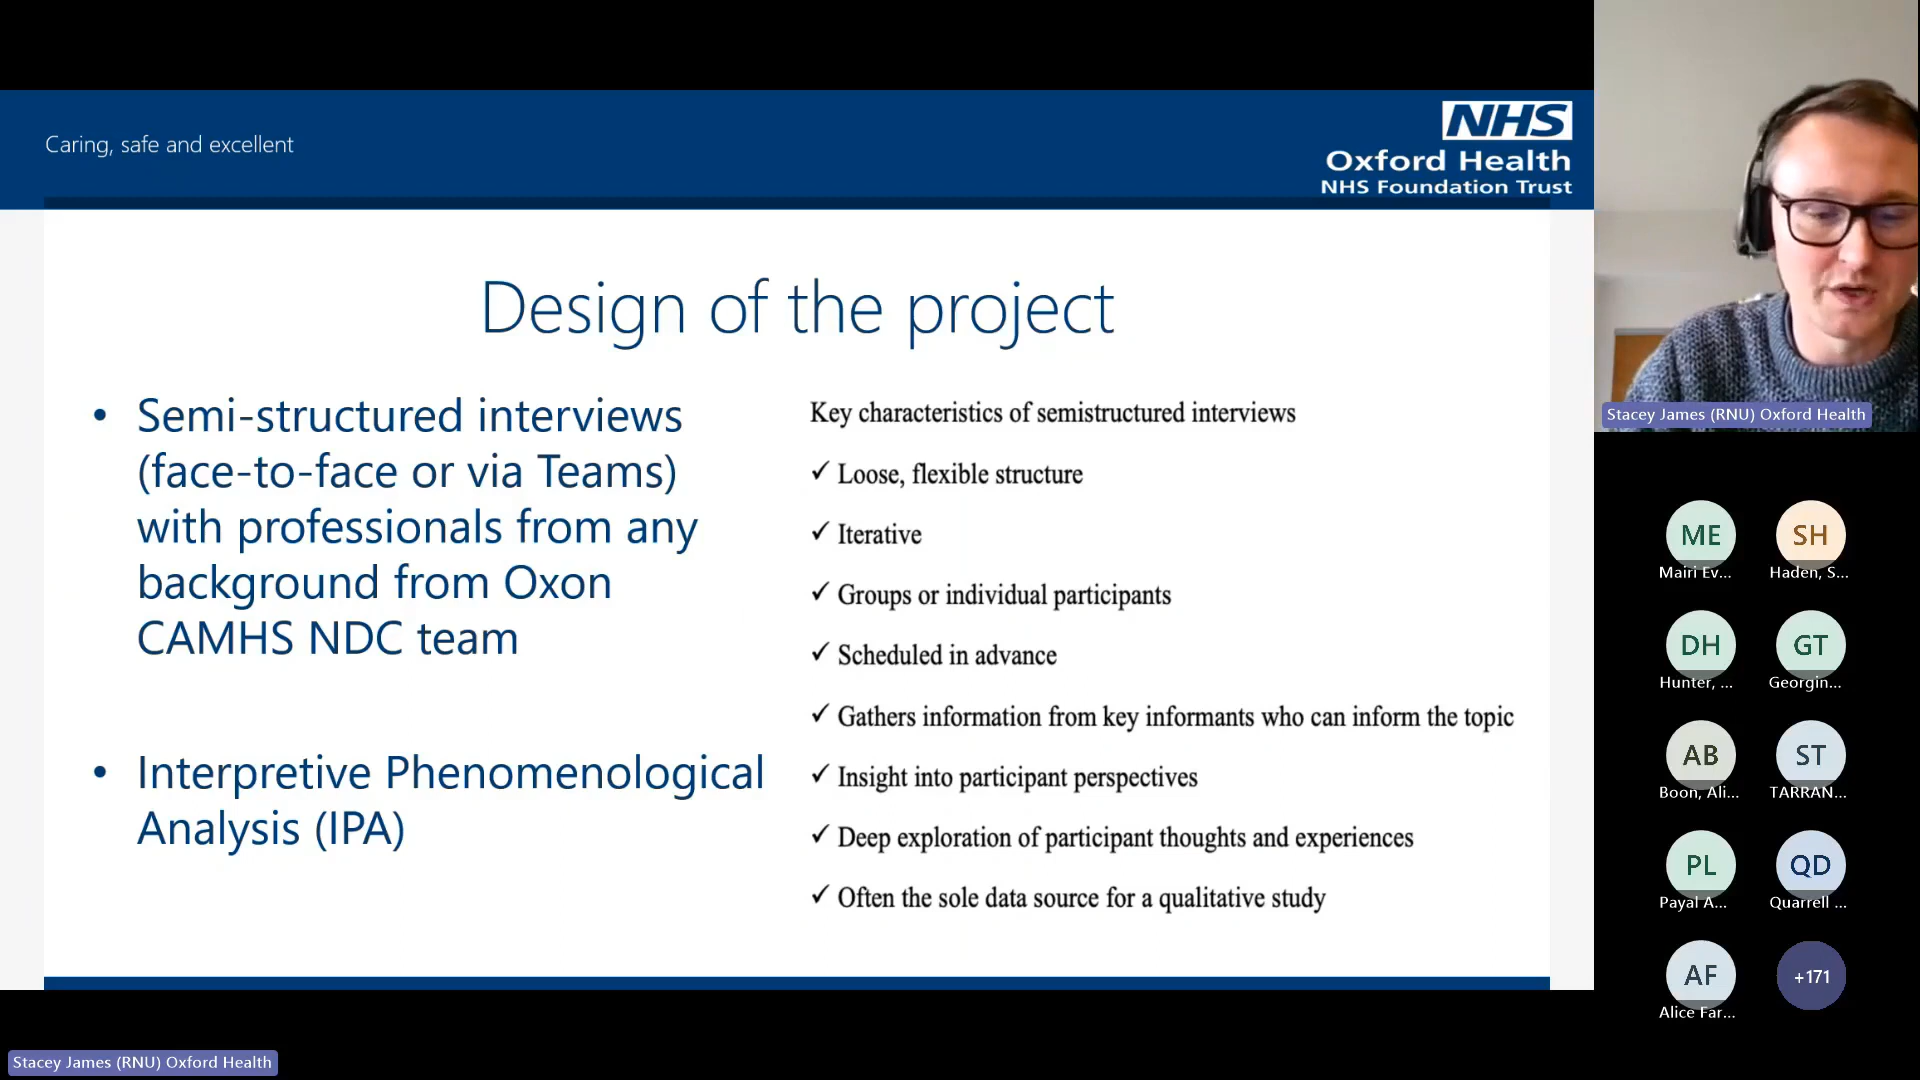 Caring, safe and excellent
NHS
Oxford Health
NHS Foundation Trust
Design of the project
• Semi-structured interviews
(face-to-face or via Teams)
with professionals from any
background from Oxon
CAMHS NDC team
• Interpretive Phenomenological
Analysis (IPA)
Key characteristics of semistructured interviews
✓ Loose, flexible structure
✓ Iterative
✓ Groups or individual participants
✓ Scheduled in advance
✓ Gathers information from key informants who can inform the topic
✓ Insight into participant perspectives
✓ Deep exploration of participant thoughts and experiences
✓ Often the sole data source for a qualitative study
Stacey James (RNU) Oxford Health
ME
SH
Mairi Ev...
Haden, S...
DH
GT
Hunter, ...
Georgin...
AB
ST
Boon, Ali...
TARRAN...
PL
QD
Payal A...
Quarrell ...
AF
+171
Alice Far...
Stacey James (RNU) Oxford Health